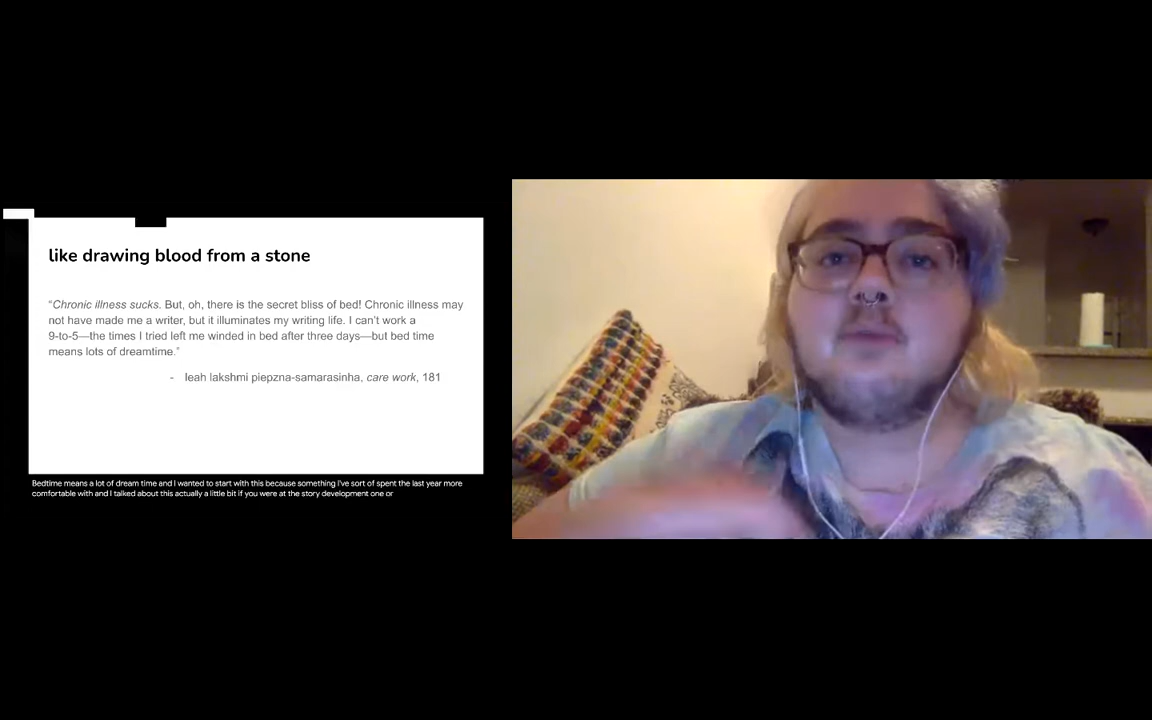 like drawing blood from a stone
“Chronic illness sucks. But, oh, there is the secret bliss of bed! Chronic illness may
not have made me a writer, but it illuminates my writing life. I can’t work a
9-to-5—the times I tried left me winded in bed after three days—but bed time
means lots of dreamtime.”
- leah lakshmi piepzna-samarasinha, care work, 181
Bedtime means a lot of dream time and I wanted to start with this because something I've sort of spent the last year more
comfortable with and I talked about this actually a little bit if you were at the story development one or